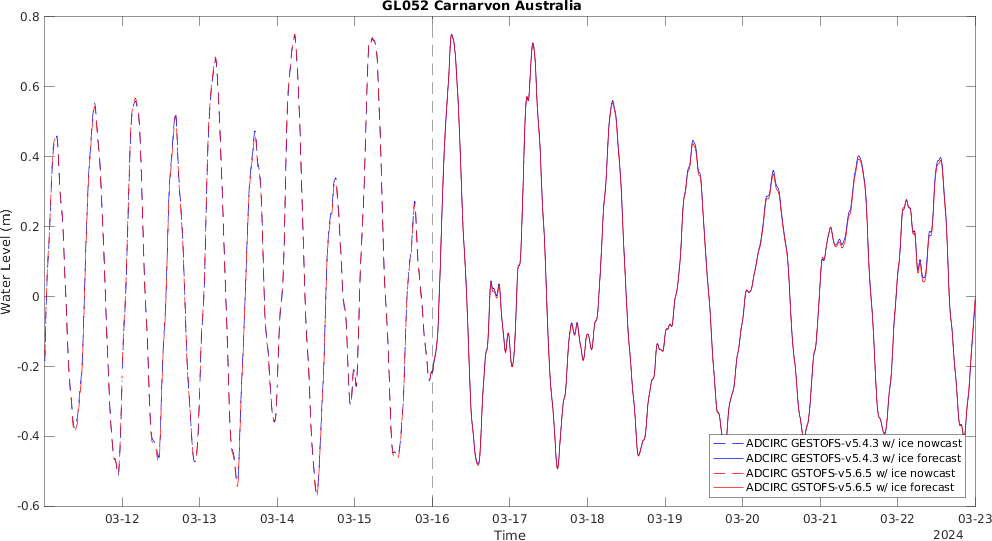 GL052 Carnarvon Australia
Water Level (m)
0.8
0.6
0.4
0.2
0
-0.2
-0.4
-0.6
ADCIRC GESTOFS-v5.4.3 w/ ice nowcast
ADCIRC GESTOFS-v5.4.3 w/ ice forecast
ADCIRC GSTOFS-v5.6.5 w/ ice nowcast
ADCIRC GSTOFS-v5.6.5 w/ ice forecast
03-12 03-13 03-14 03-15 03-16 03-17 03-18 03-19 03-20 03-21 03-22 03-23
Time
2024